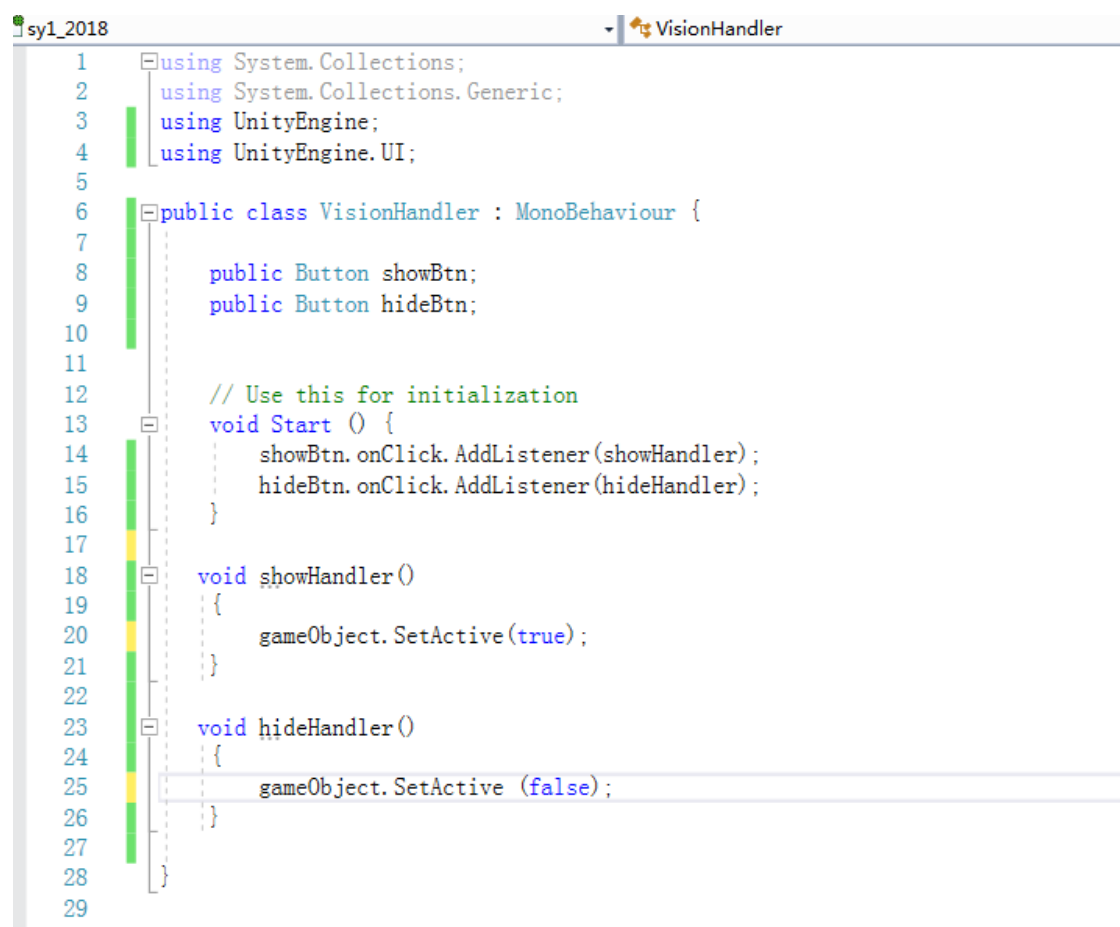 sy1_2018 VisionHandler
1 using System.Collections;
2 using System.Collections.Generic;
3 using UnityEngine;
4 using UnityEngine.UI;
5
6 public class VisionHandler : MonoBehaviour {
7
8 public Button showBtn;
9 public Button hideBtn;
10
11
12 // Use this for initialization
13 void Start () {
14 showBtn.onClick.AddListener(showHandler);
15 hideBtn.onClick.AddListener(hideHandler);
16 }
17
18 void showHandler()
19 {
20 gameObject.SetActive(true);
21 }
22
23 void hideHandler()
24 {
25 gameObject.SetActive (false);
26 }
27
28 }
29